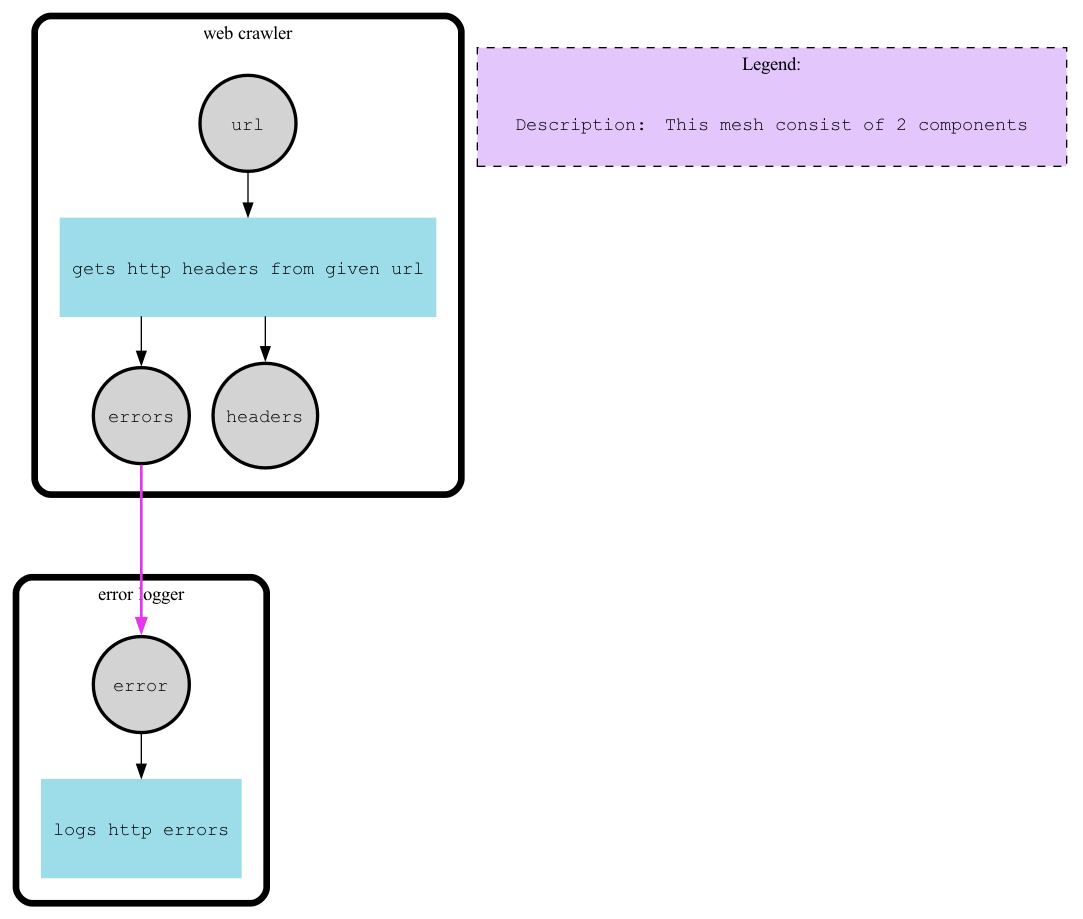 web crawler
Legend:
url
Description: This mesh consist of 2 components
gets http headers from given url
errors
headers
error logger
error
logs http errors